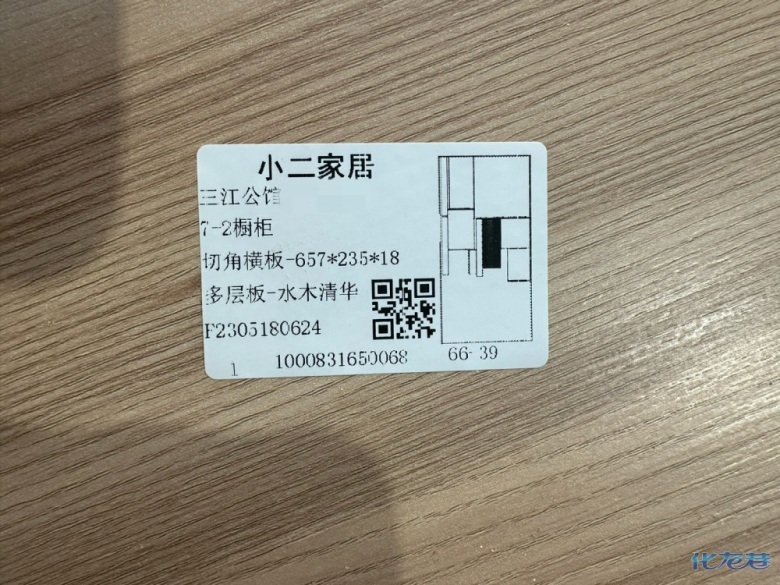 小二家居
三江公馆
7-2橱柜
切角横板-657*235*18
多层板-水木清华
F2305180624
1 1000831650068 66-39
化龙巷